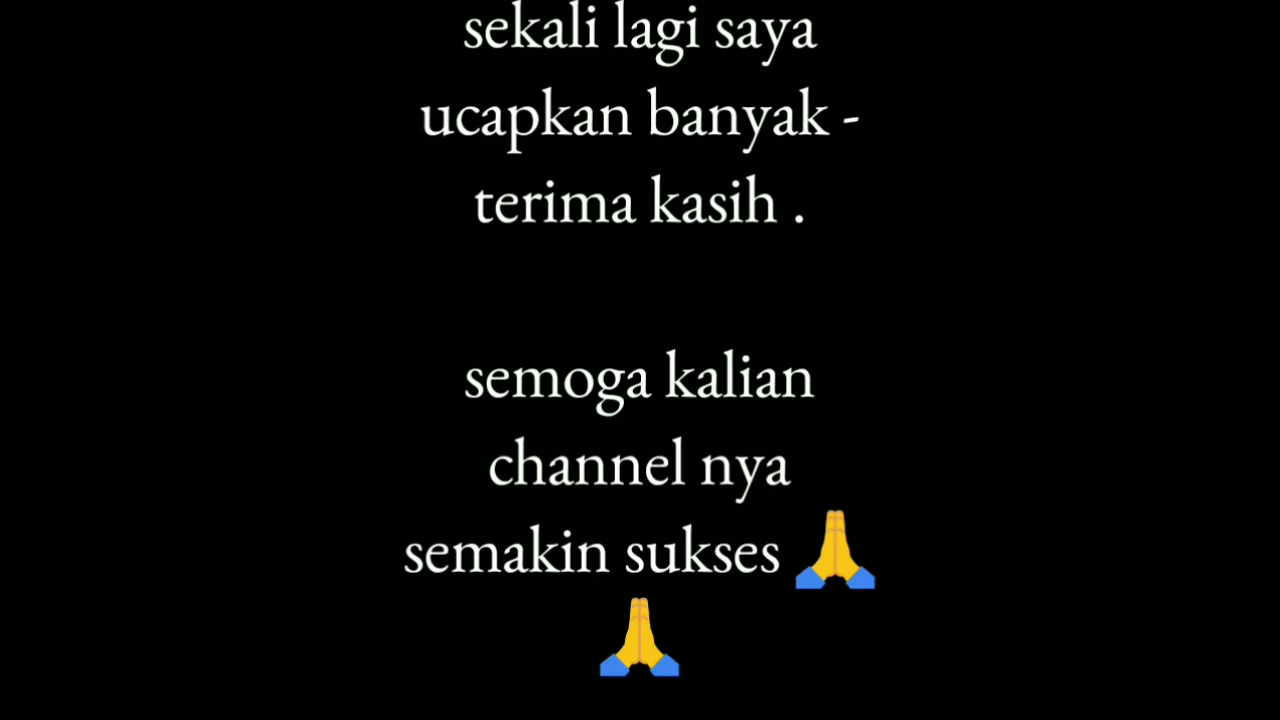 sekali lagi saya
ucapkan banyak -
terima kasih .
semoga kalian
channel nya
semakin sukses 🙏
🙏